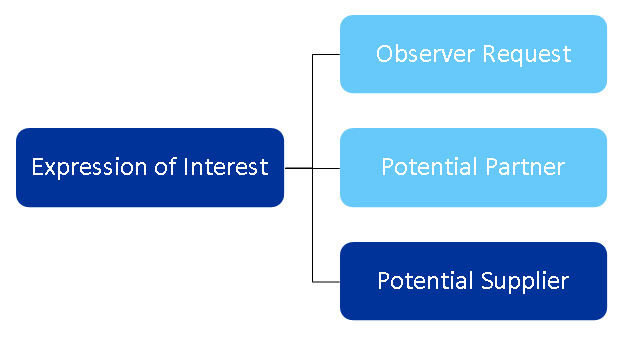 Observer Request
Expression of Interest
Potential Partner
Potential Supplier